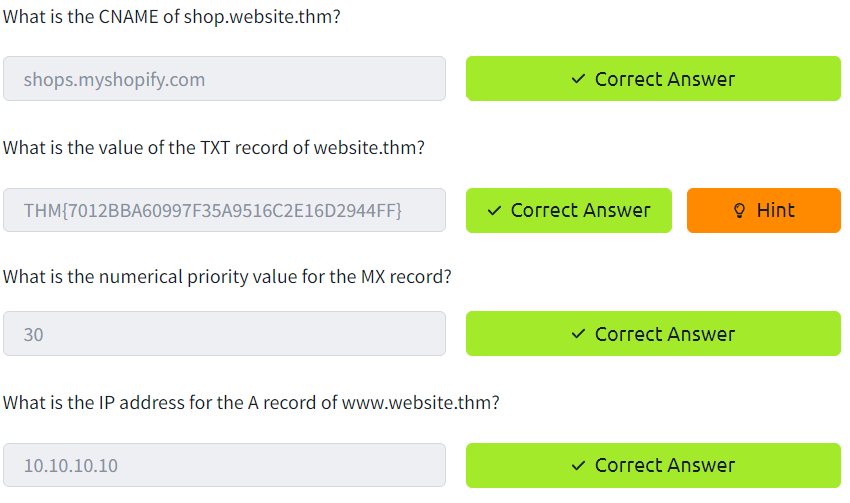 What is the CNAME of shop.website.thm?
shops.myshopify.com
Correct Answer
What is the value of the TXT record of website.thm?
THM{7012BBA60997F35A9516C2E16D2944FF}
Correct Answer
Hint
What is the numerical priority value for the MX record?
30
Correct Answer
What is the IP address for the A record of www.website.thm?
10.10.10.10
Correct Answer